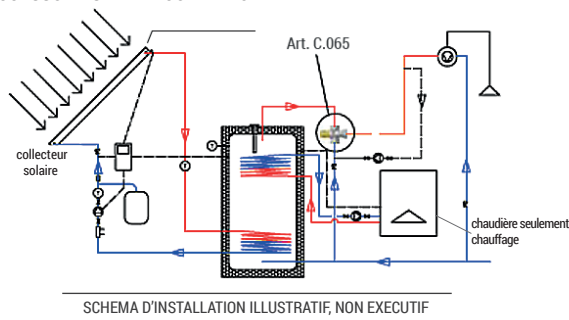 Art. C.065
collecteur
solaire
chaudière seulement
chauffage
SCHEMA D'INSTALLATION ILLUSTRATIF, NON EXECUTIF